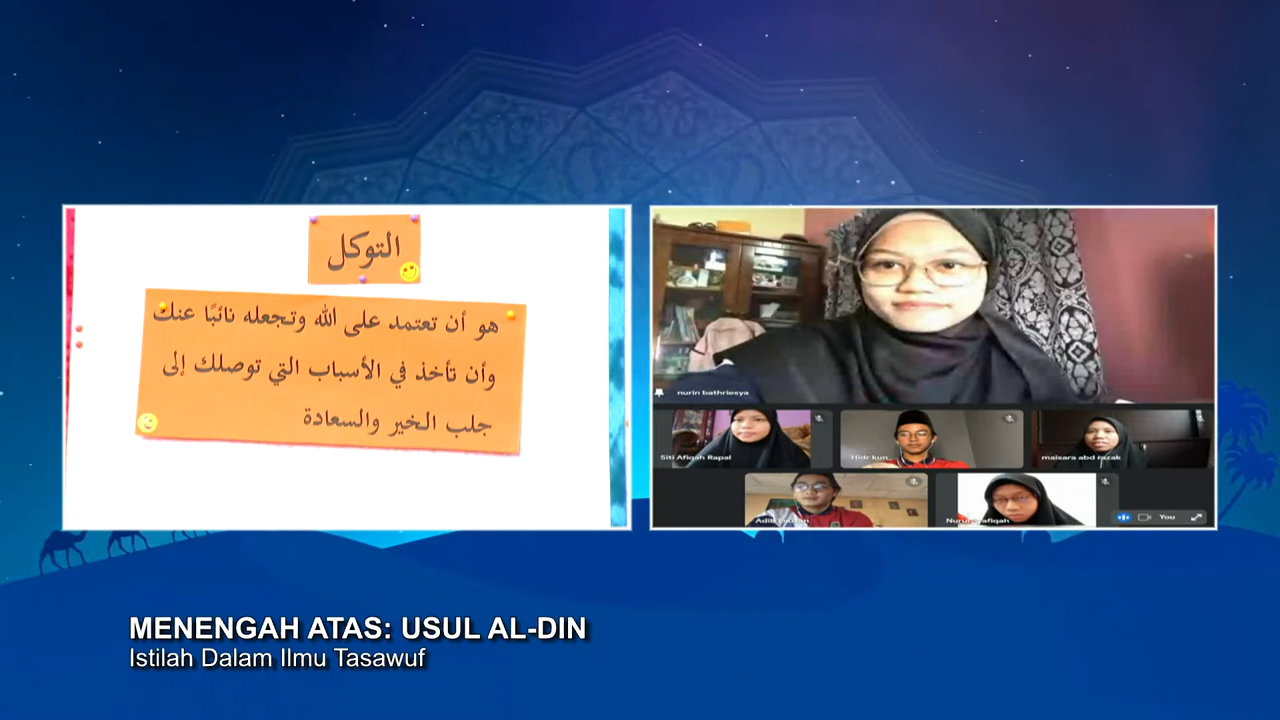 التوكل
هو أن تعتمد على الله وتجعله نائبًا عنك
وأن تأخذ في الأسباب التي توصلك إلى
جلب الخير والسعادة
nurin bathriesya
Siti Afiqah Rapal
Hidr kun
maisara abd razak
You
MENENGAH ATAS: USUL AL-DIN
Istilah Dalam Ilmu Tasawuf